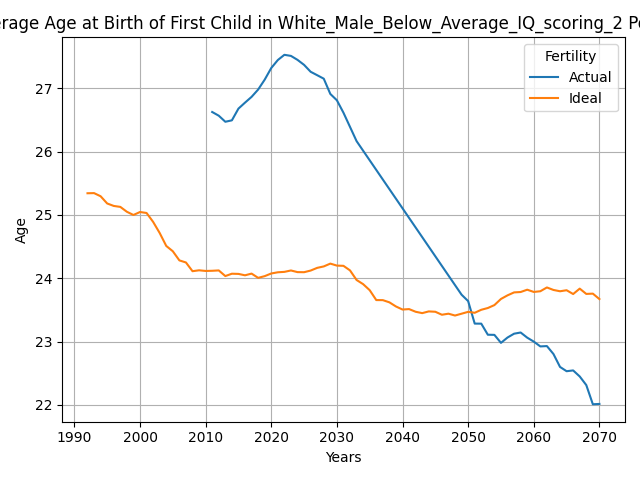 erage Age at Birth of First Child in White_Male_Below_Average_IQ_scoring_2 Po
Fertility
Actual
Ideal
27
26
25
24
23
22
Age
1990 2000 2010 2020 2030 2040 2050 2060 2070
Years